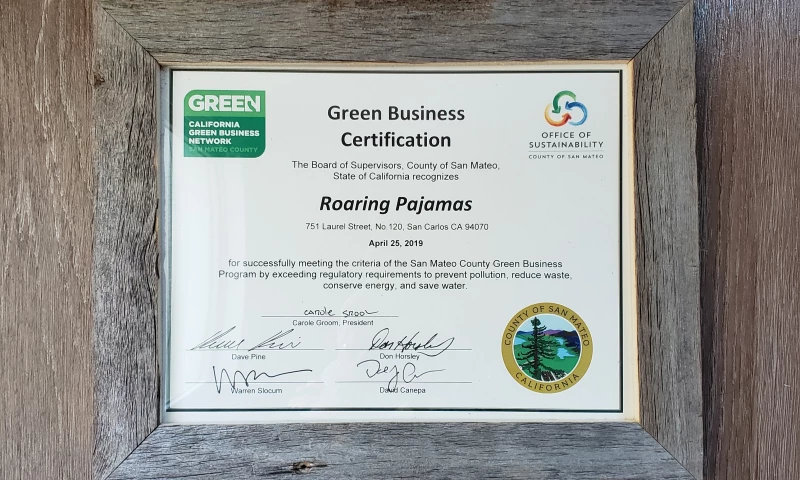 GREEN
CALIFORNIA
GREEN BUSINESS
NETWORK
SAN MATEO COUNTY
Green Business
Certification
OFFICE OF
SUSTAINABILITY
COUNTY OF SAN MATEO
The Board of Supervisors, County of San Mateo,
State of California recognizes
Roaring Pajamas
751 Laurel Street, No.120, San Carlos CA 94070
April 25, 2019
for successfully meeting the criteria of the San Mateo County Green Business
Program by exceeding regulatory requirements to prevent pollution, reduce waste,
conserve energy, and save water.
Carole Groom, President
Dave Pine
Don Horsley
Don Horsley
Warren Slocum
David Canepa
COUNTY OF SAN MATEO
CALIFORNIA